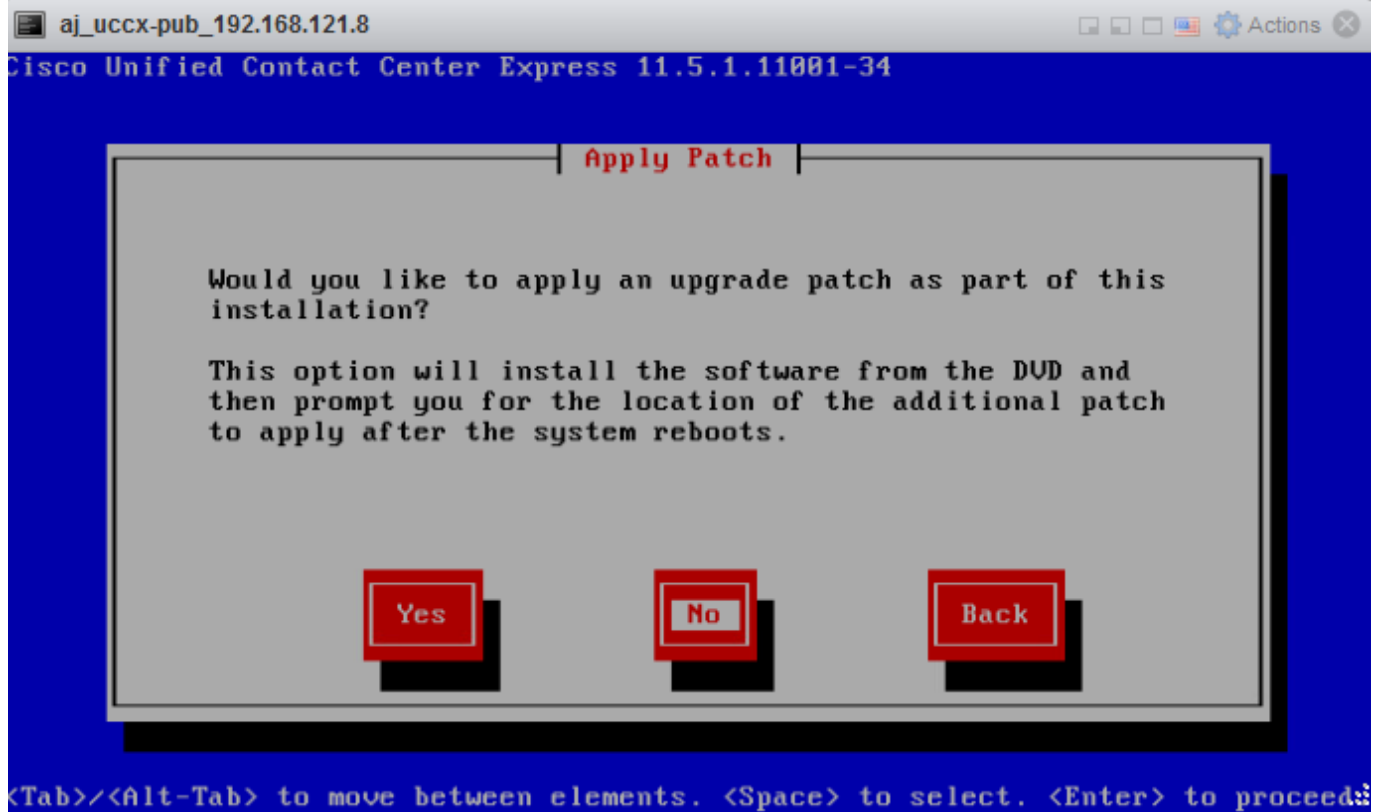 aj_uccx-pub_192.168.121.8 Actions
Cisco Unified Contact Center Express 11.5.1.11001-34
Apply Patch
Would you like to apply an upgrade patch as part of this
installation?
This option will install the software from the DVD and
then prompt you for the location of the additional patch
to apply after the system reboots.
Yes No Back
<Tab>/<Alt-Tab> to move between elements. <Space> to select. <Enter> to proceed